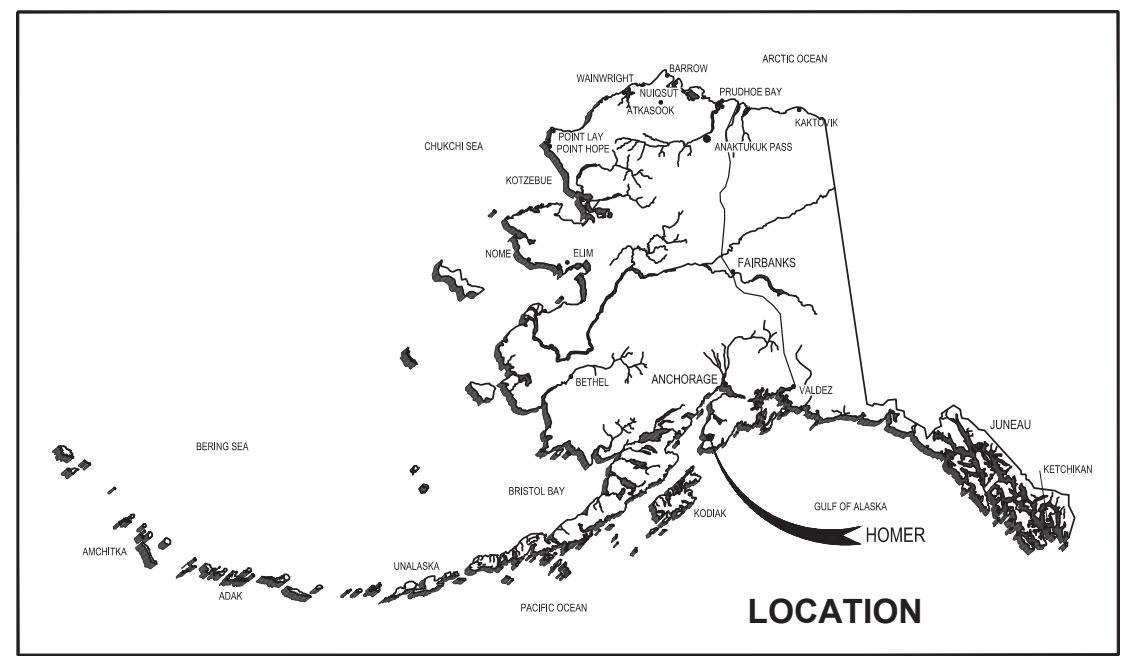 ARCTIC OCEAN
BARROW
WAINWRIGHT
NUIQSUT
PRUDHOE BAY
ATKASOOK
KAKTOVIK
POINT LAY
CHUKCHI SEA
POINT HOPE
ANAKTUKUK PASS
KOTZEBUE
NOME
ELIM
FAIRBANKS
ANCHORAGE
BETHEL
VALDEZ
JUNEAU
BERING SEA
KETCHIKAN
BRISTOL BAY
GULF OF ALASKA
KODIAK
HOMER
AMCHITKA
UNALASKA
ADAK
PACIFIC OCEAN
LOCATION